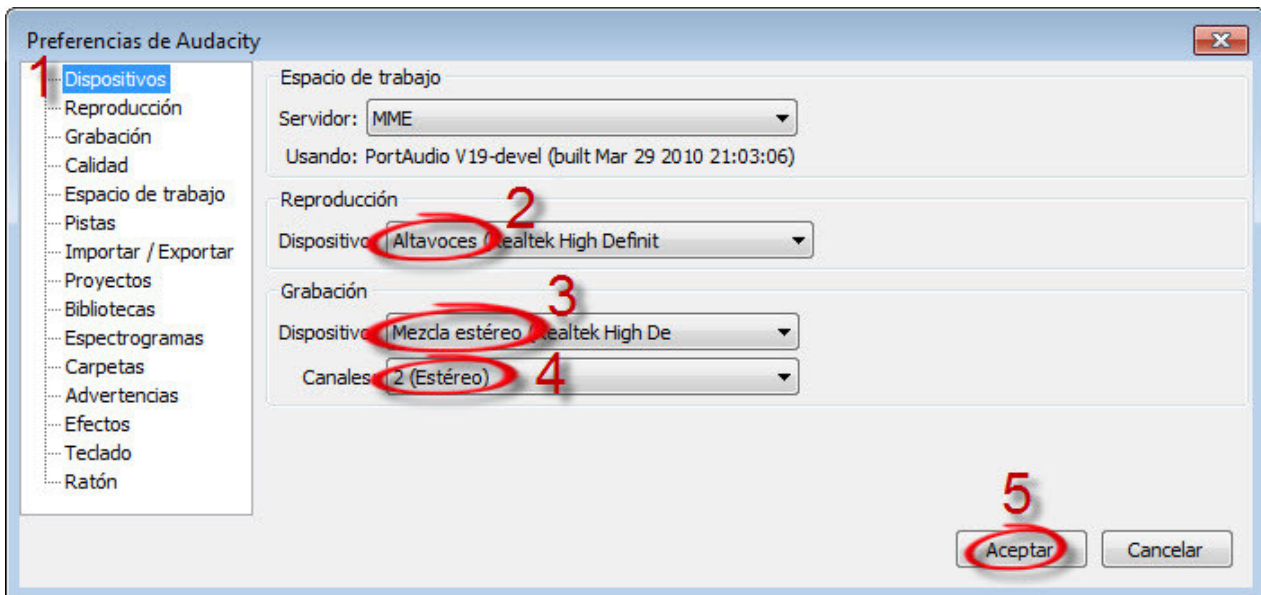 Preferencias de Audacity
1
Dispositivos
Reproducción
Grabación
Calidad
Espacio de trabajo
Pistas
Importar / Exportar
Proyectos
Bibliotecas
Espectrogramas
Carpetas
Advertencias
Efectos
Teclado
Ratón
Espacio de trabajo
Servidor: MME
Usando: PortAudio V19-devel (built Mar 29 2010 21:03:06)
Reproducción
2
Dispositivo: Altavoces (Realtek High Definit
Grabación
3
Dispositivo: Mezcla estéreo (Realtek High De
Canales: 2 (Estéreo)
4
5
Aceptar
Cancelar